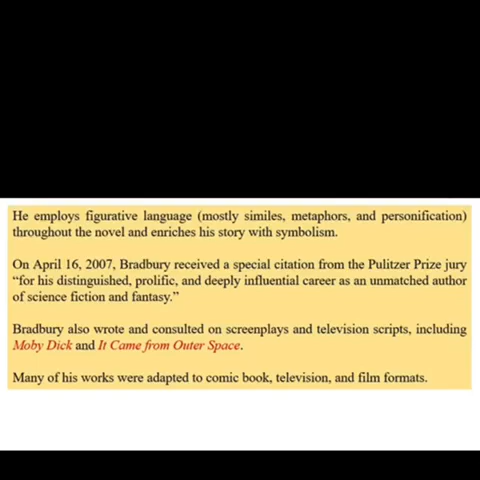 He employs figurative language (mostly similes, metaphors, and personification)
throughout the novel and enriches his story with symbolism.
On April 16, 2007, Bradbury received a special citation from the Pulitzer Prize jury
“for his distinguished, prolific, and deeply influential career as an unmatched author
of science fiction and fantasy.”
Bradbury also wrote and consulted on screenplays and television scripts, including
Moby Dick and It Came from Outer Space.
Many of his works were adapted to comic book, television, and film formats.